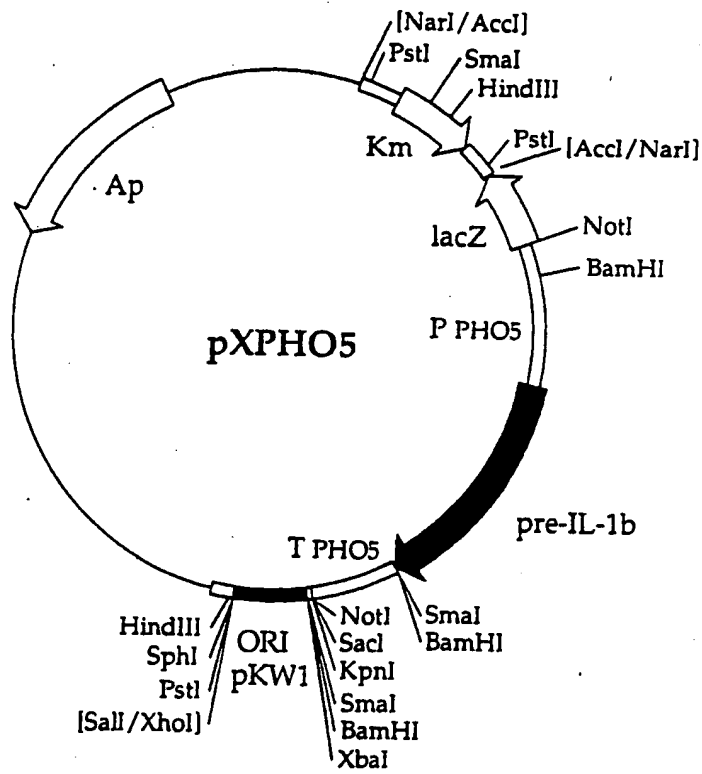 [NarI/AccI]
PstI
SmaI
HindIII
Km
PstI
[AccI/NarI]
Ap
lacZ
NotI
BamHI
P PHO5
pXPHO5
pre-IL-1b
T PHO5
HindIII
SphI
PstI
[SalI/XhoI]
ORI
pKW1
NotI
SacI
KpnI
SmaI
BamHI
XbaI
SmaI
BamHI